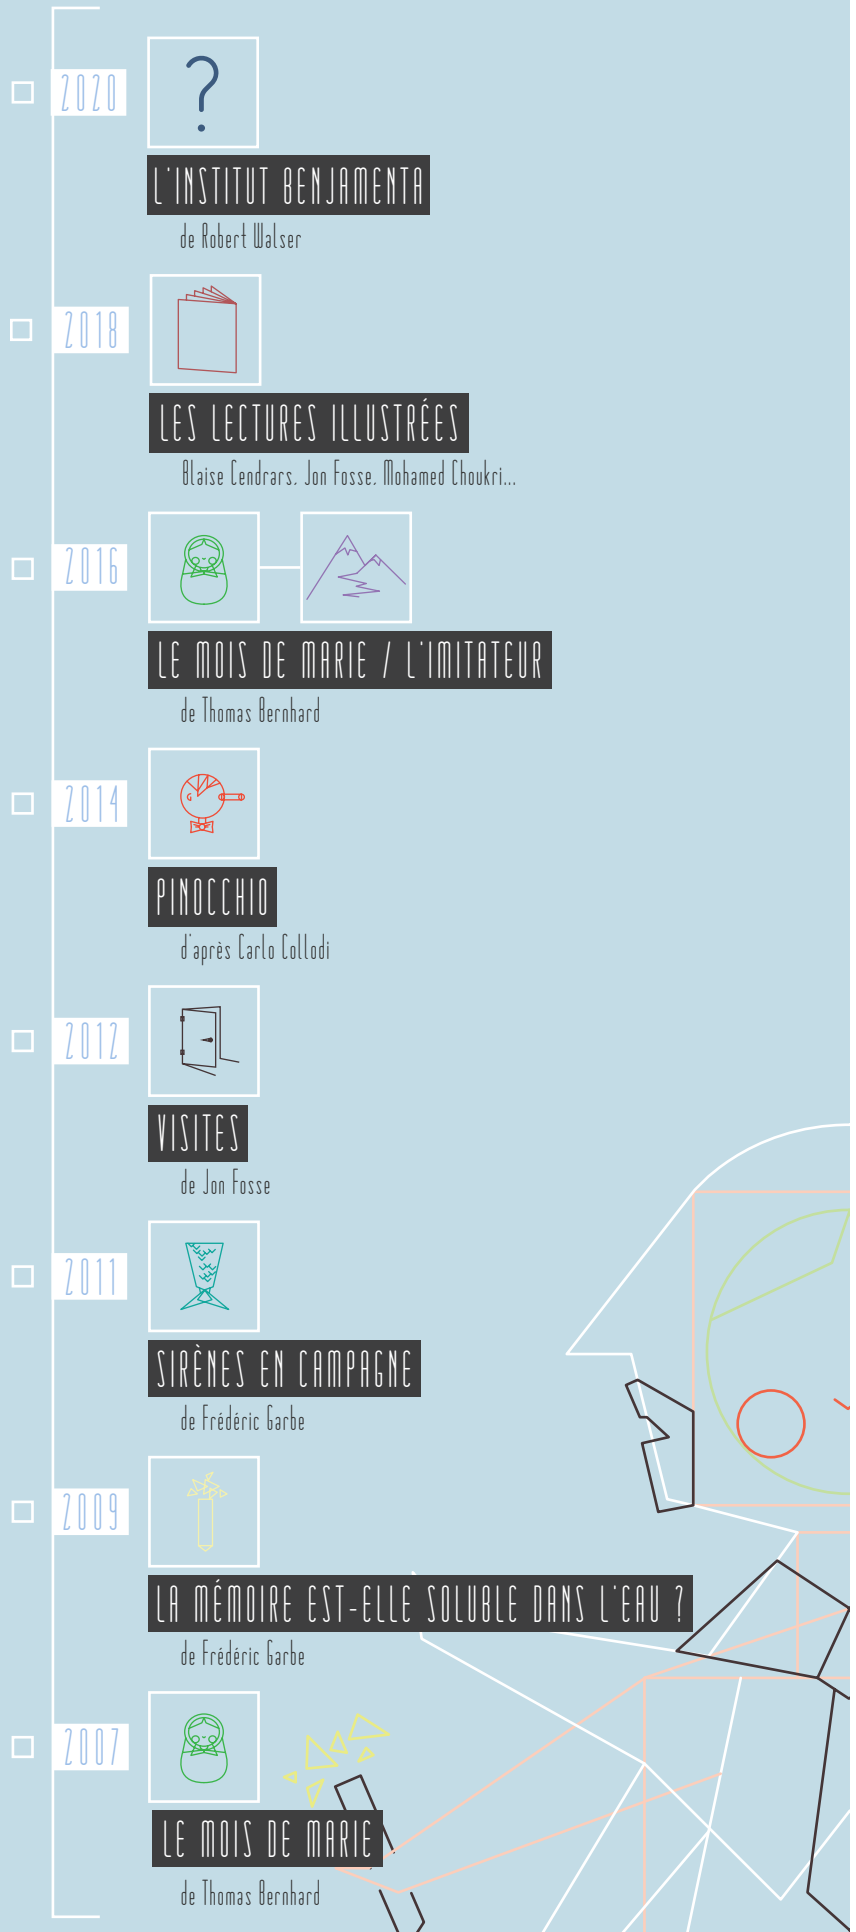 2020
?
L'INSTITUT BENJAMENTA
de Robert Walser
2018
LES LECTURES ILLUSTRÉES
Blaise Cendrars, Jon Fosse, Mohamed Choukri...
2016
LE MOIS DE MARIE / L'IMITATEUR
de Thomas Bernhard
2014
PINOCCHIO
d'après Carlo Collodi
2012
VISITES
de Jon Fosse
2011
SIRÈNES EN CAMPAGNE
de Frédéric Garbe
2009
LA MÉMOIRE EST-ELLE SOLUBLE DANS L'EAU ?
de Frédéric Garbe
2007
LE MOIS DE MARIE
de Thomas Bernhard